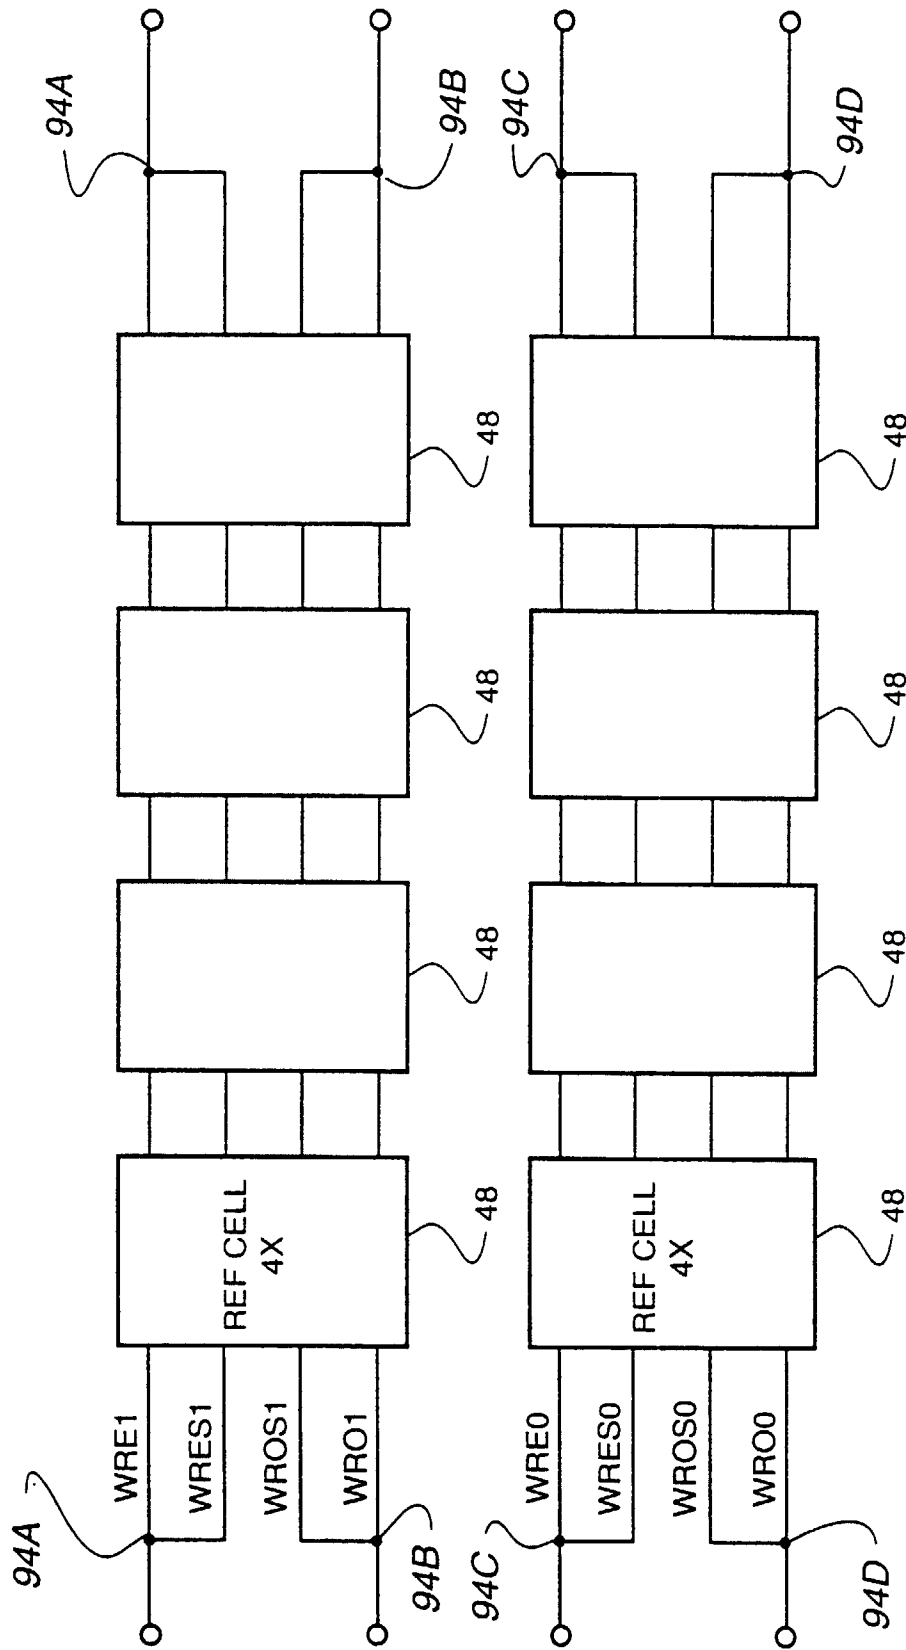 94A
WRE1
WRES1
WROS1
WRO1
94B
REF CELL
4X
48
48
48
48
94A
94B
94C
WRE0
WRES0
WROS0
WRO0
94D
REF CELL
4X
48
48
48
48
94C
94D